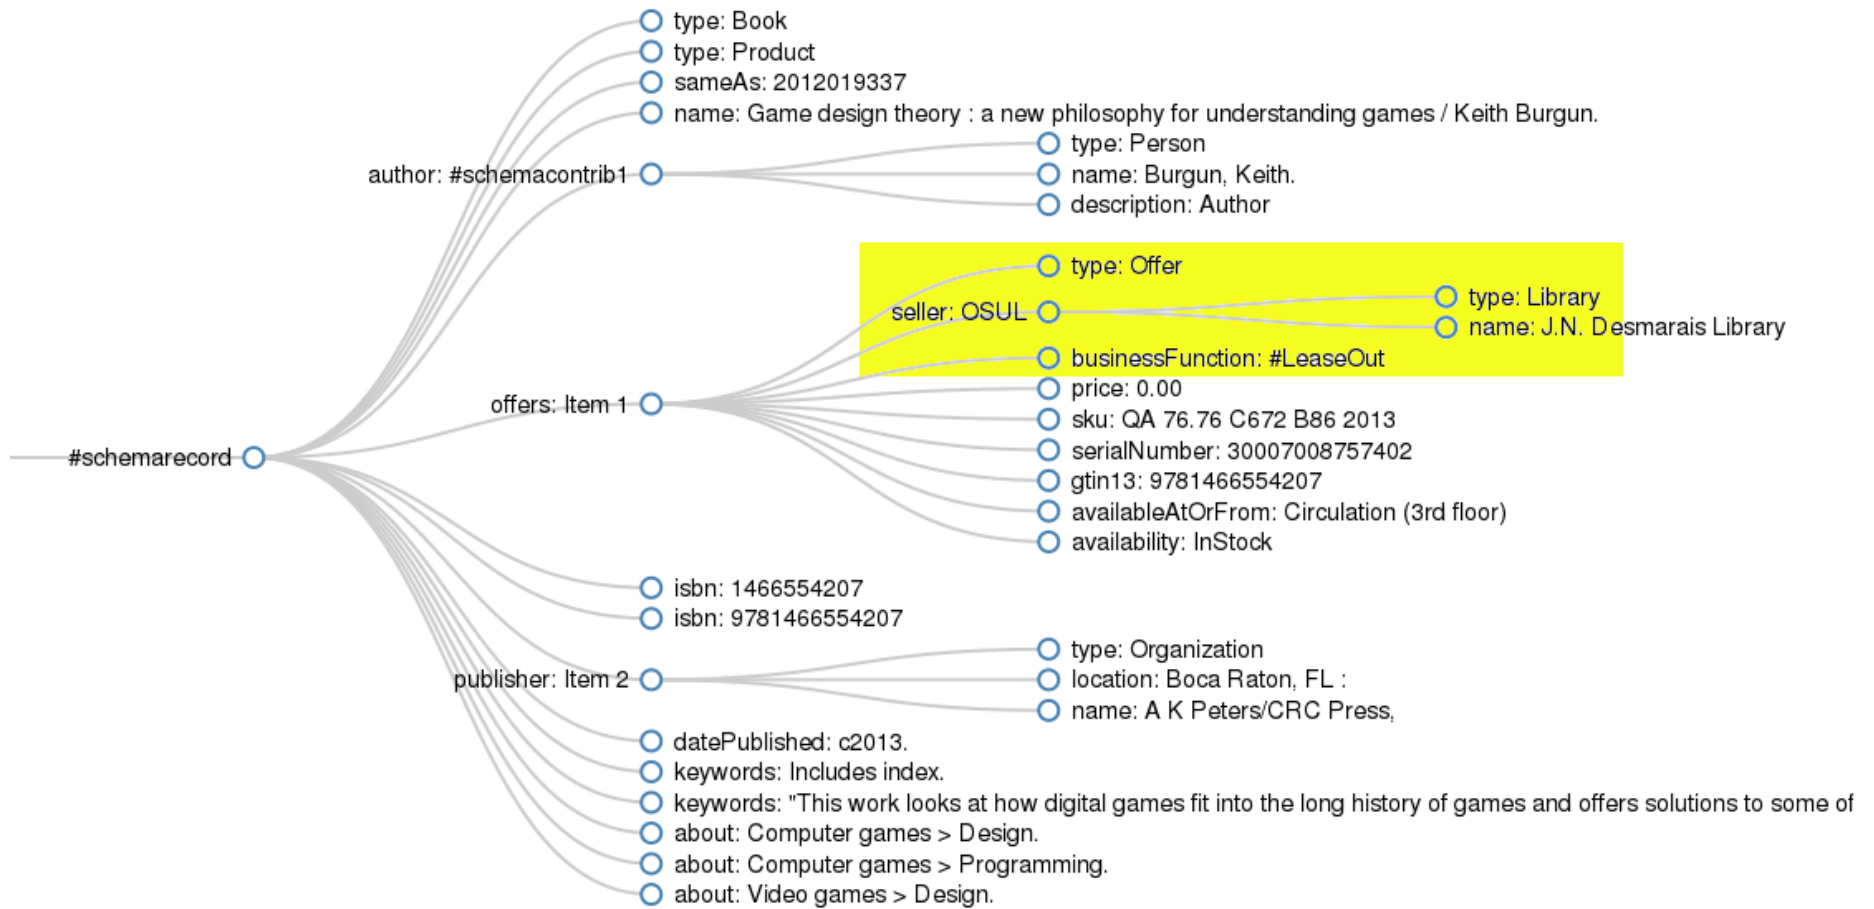 type: Book
type: Product
sameAs: 2012019337
name: Game design theory : a new philosophy for understanding games / Keith Burgun.
author: #schemacontrib1
type: Person
name: Burgun, Keith.
description: Author
type: Offer
seller: OSUL
type: Library
name: J.N. Desmarais Library
businessFunction: #LeaseOut
offers: Item 1
price: 0.00
sku: QA 76.76 C672 B86 2013
serialNumber: 30007008757402
gtin13: 9781466554207
availableAtOrFrom: Circulation (3rd floor)
availability: InStock
#schemarecord
isbn: 1466554207
isbn: 9781466554207
publisher: Item 2
type: Organization
location: Boca Raton, FL :
name: A K Peters/CRC Press,
datePublished: c2013.
keywords: Includes index.
keywords: "This work looks at how digital games fit into the long history of games and offers solutions to some of
about: Computer games > Design.
about: Computer games > Programming.
about: Video games > Design.